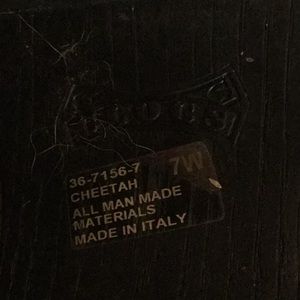 36-7156-7 7W
CHEETAH
ALL MAN MADE
MATERIALS
MADE IN ITALY